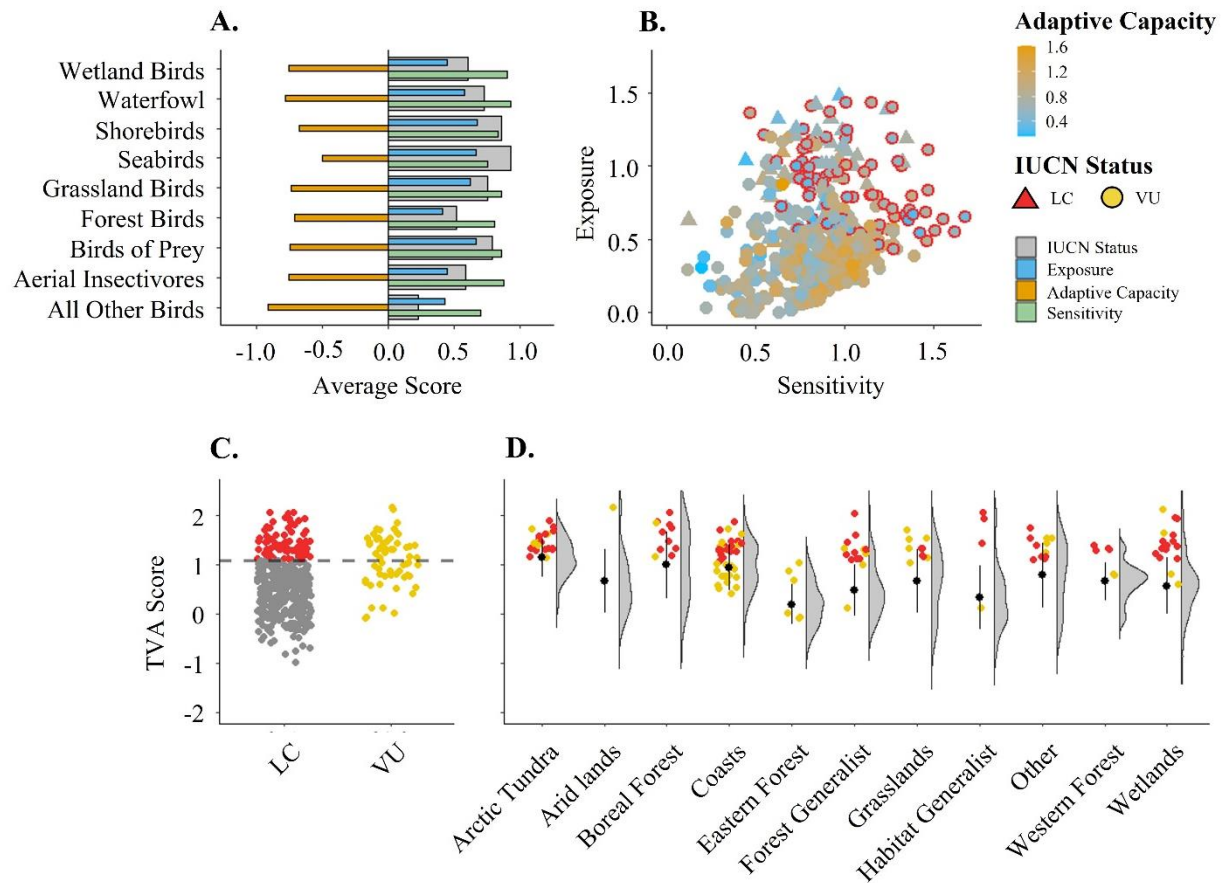 A.
Wetland Birds
Waterfowl
Shorebirds
Seabirds
Grassland Birds
Forest Birds
Birds of Prey
Aerial Insectivores
All Other Birds
-1.0 -0.5 0.0 0.5 1.0
Average Score
B.
Exposure
1.5
1.0
0.5
0.0
0.0 0.5 1.0 1.5
Sensitivity
Adaptive Capacity
1.6
1.2
0.8
0.4
IUCN Status
LC VU
IUCN Status
Exposure
Adaptive Capacity
Sensitivity
C.
TVA Score
2
1
0
-1
-2
LC
VU
D.
Arctic Tundra
Arid lands
Boreal Forest
Coasts
Eastern Forest
Forest Generalist
Grasslands
Habitat Generalist
Other
Western Forest
Wetlands